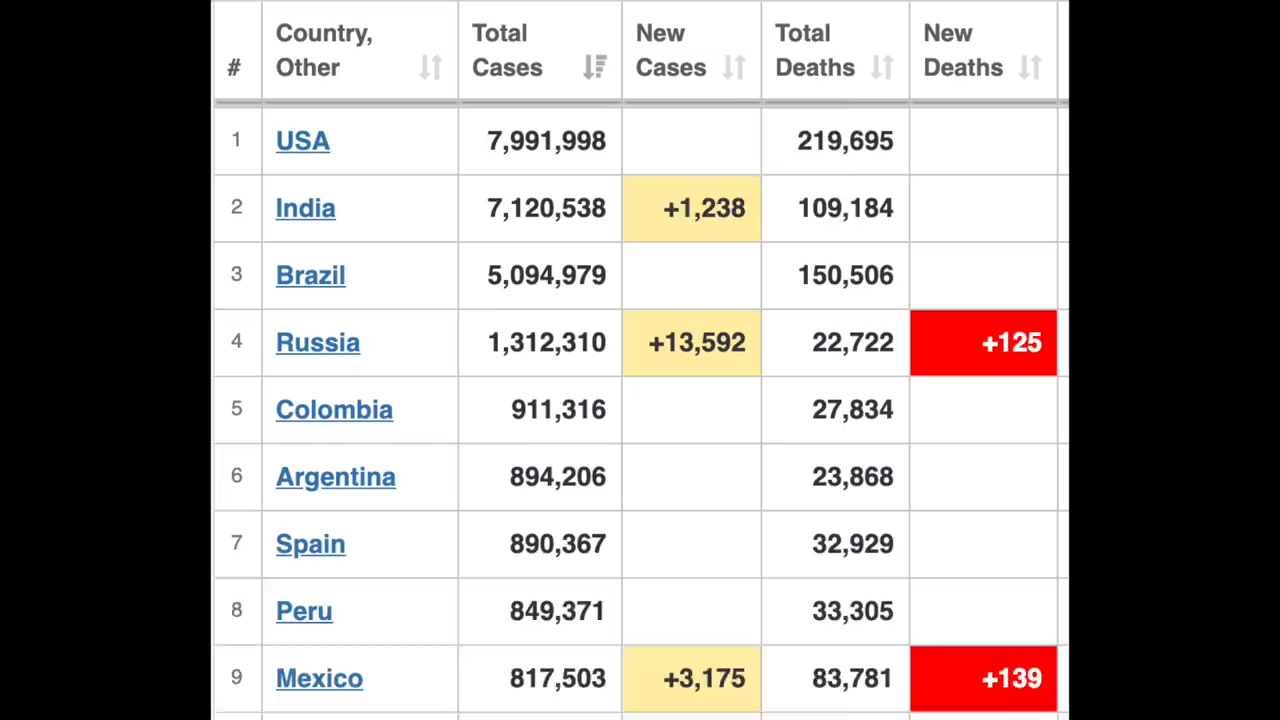 # Country, Other Total Cases New Cases Total Deaths New Deaths
1 USA 7,991,998 219,695
2 India 7,120,538 +1,238 109,184
3 Brazil 5,094,979 150,506
4 Russia 1,312,310 +13,592 22,722 +125
5 Colombia 911,316 27,834
6 Argentina 894,206 23,868
7 Spain 890,367 32,929
8 Peru 849,371 33,305
9 Mexico 817,503 +3,175 83,781 +139